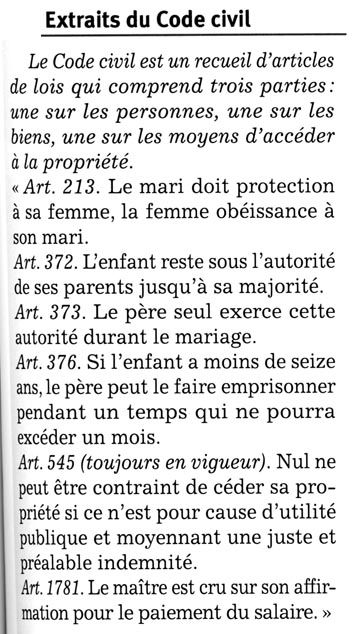 Extraits du Code civil
Le Code civil est un recueil d'articles
de lois qui comprend trois parties :
une sur les personnes, une sur les
biens, une sur les moyens d'accéder
à la propriété.
« Art. 213. Le mari doit protection
à sa femme, la femme obéissance à
son mari.
Art. 372. L'enfant reste sous l'autorité
de ses parents jusqu'à sa majorité.
Art. 373. Le père seul exerce cette
autorité durant le mariage.
Art. 376. Si l'enfant a moins de seize
ans, le père peut le faire emprisonner
pendant un temps qui ne pourra
excéder un mois.
Art. 545 (toujours en vigueur). Nul ne
peut être contraint de céder sa pro-
priété si ce n'est pour cause d'utilité
publique et moyennant une juste et
préalable indemnité.
Art. 1781. Le maître est cru sur son affir-
mation pour le paiement du salaire. »